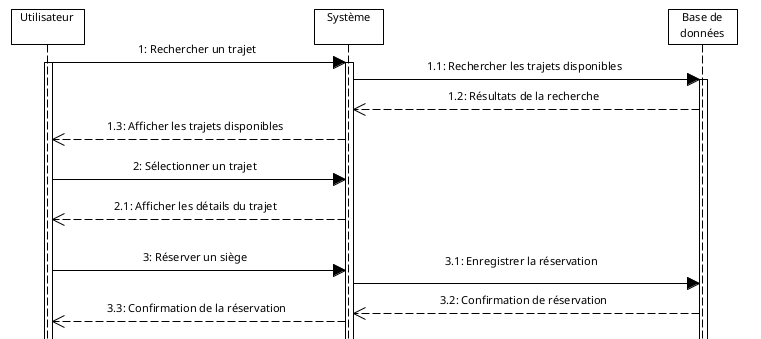 Utilisateur
Système
Base de
données
1: Rechercher un trajet
1.1: Rechercher les trajets disponibles
1.2: Résultats de la recherche
1.3: Afficher les trajets disponibles
2: Sélectionner un trajet
2.1: Afficher les détails du trajet
3: Réserver un siège
3.1: Enregistrer la réservation
3.2: Confirmation de réservation
3.3: Confirmation de la réservation